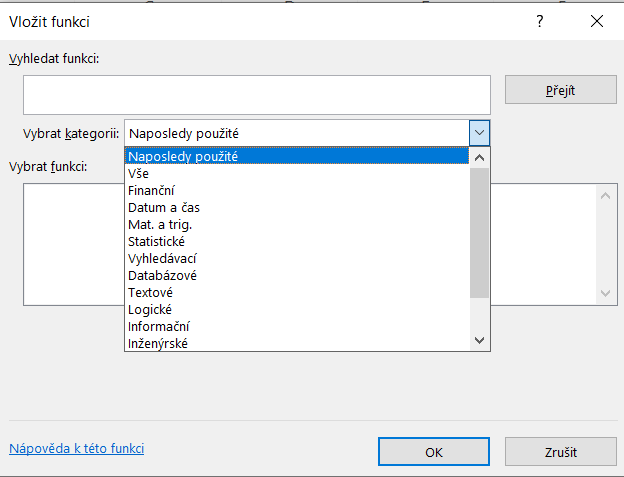 Vložit funkci
?
Vyhledat funkci:
Přejít
Vybrat kategorii: Naposledy použité
Naposledy použité
Vše
Finanční
Datum a čas
Mat. a trig.
Statistické
Vyhledávací
Databázové
Textové
Logické
Informační
Inženýrské
Vybrat funkci:
Nápověda k této funkci
OK
Zrušit